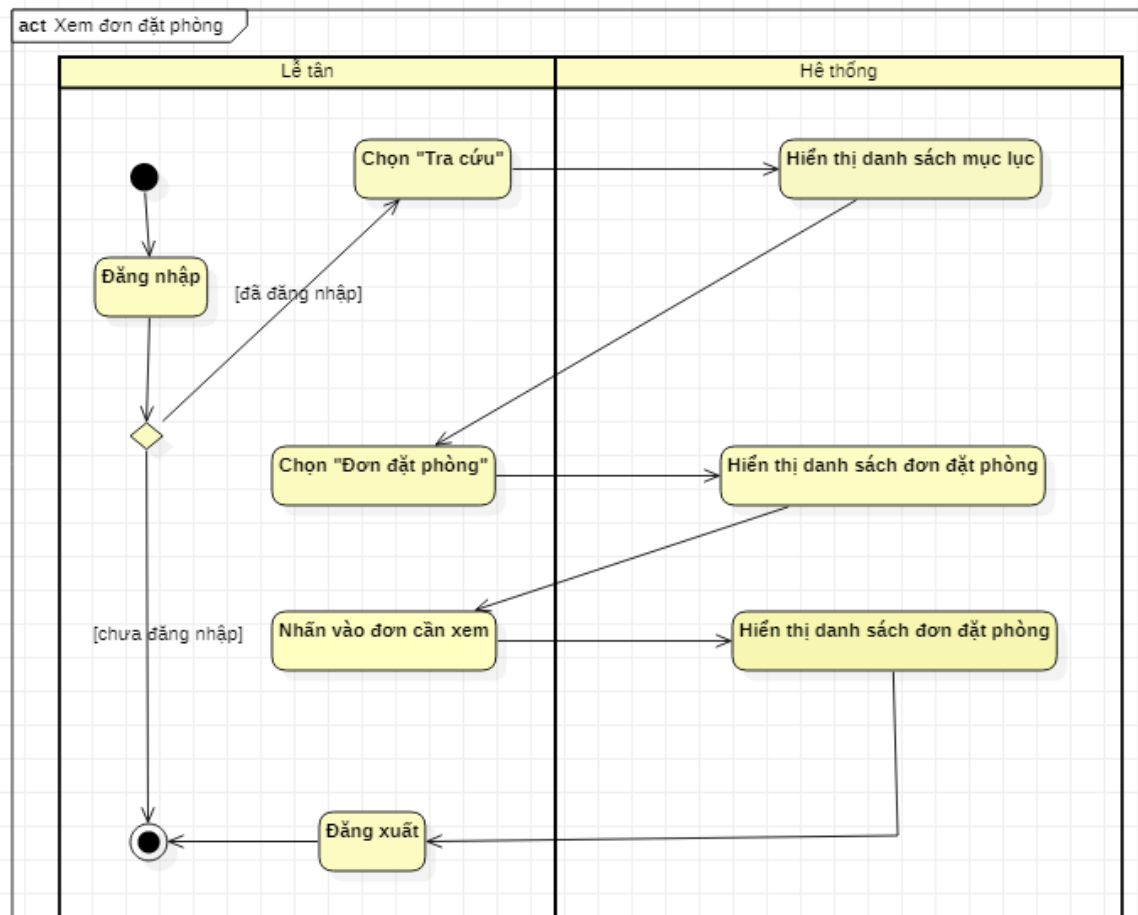 act Xem đơn đặt phòng
Lễ tân
Hê thống
Chọn "Tra cứu"
Hiển thị danh sách mục lục
Đăng nhập
[đã đăng nhập]
Chọn "Đơn đặt phòng"
Hiển thị danh sách đơn đặt phòng
[chưa đăng nhập]
Nhấn vào đơn cần xem
Hiển thị danh sách đơn đặt phòng
Đăng xuất